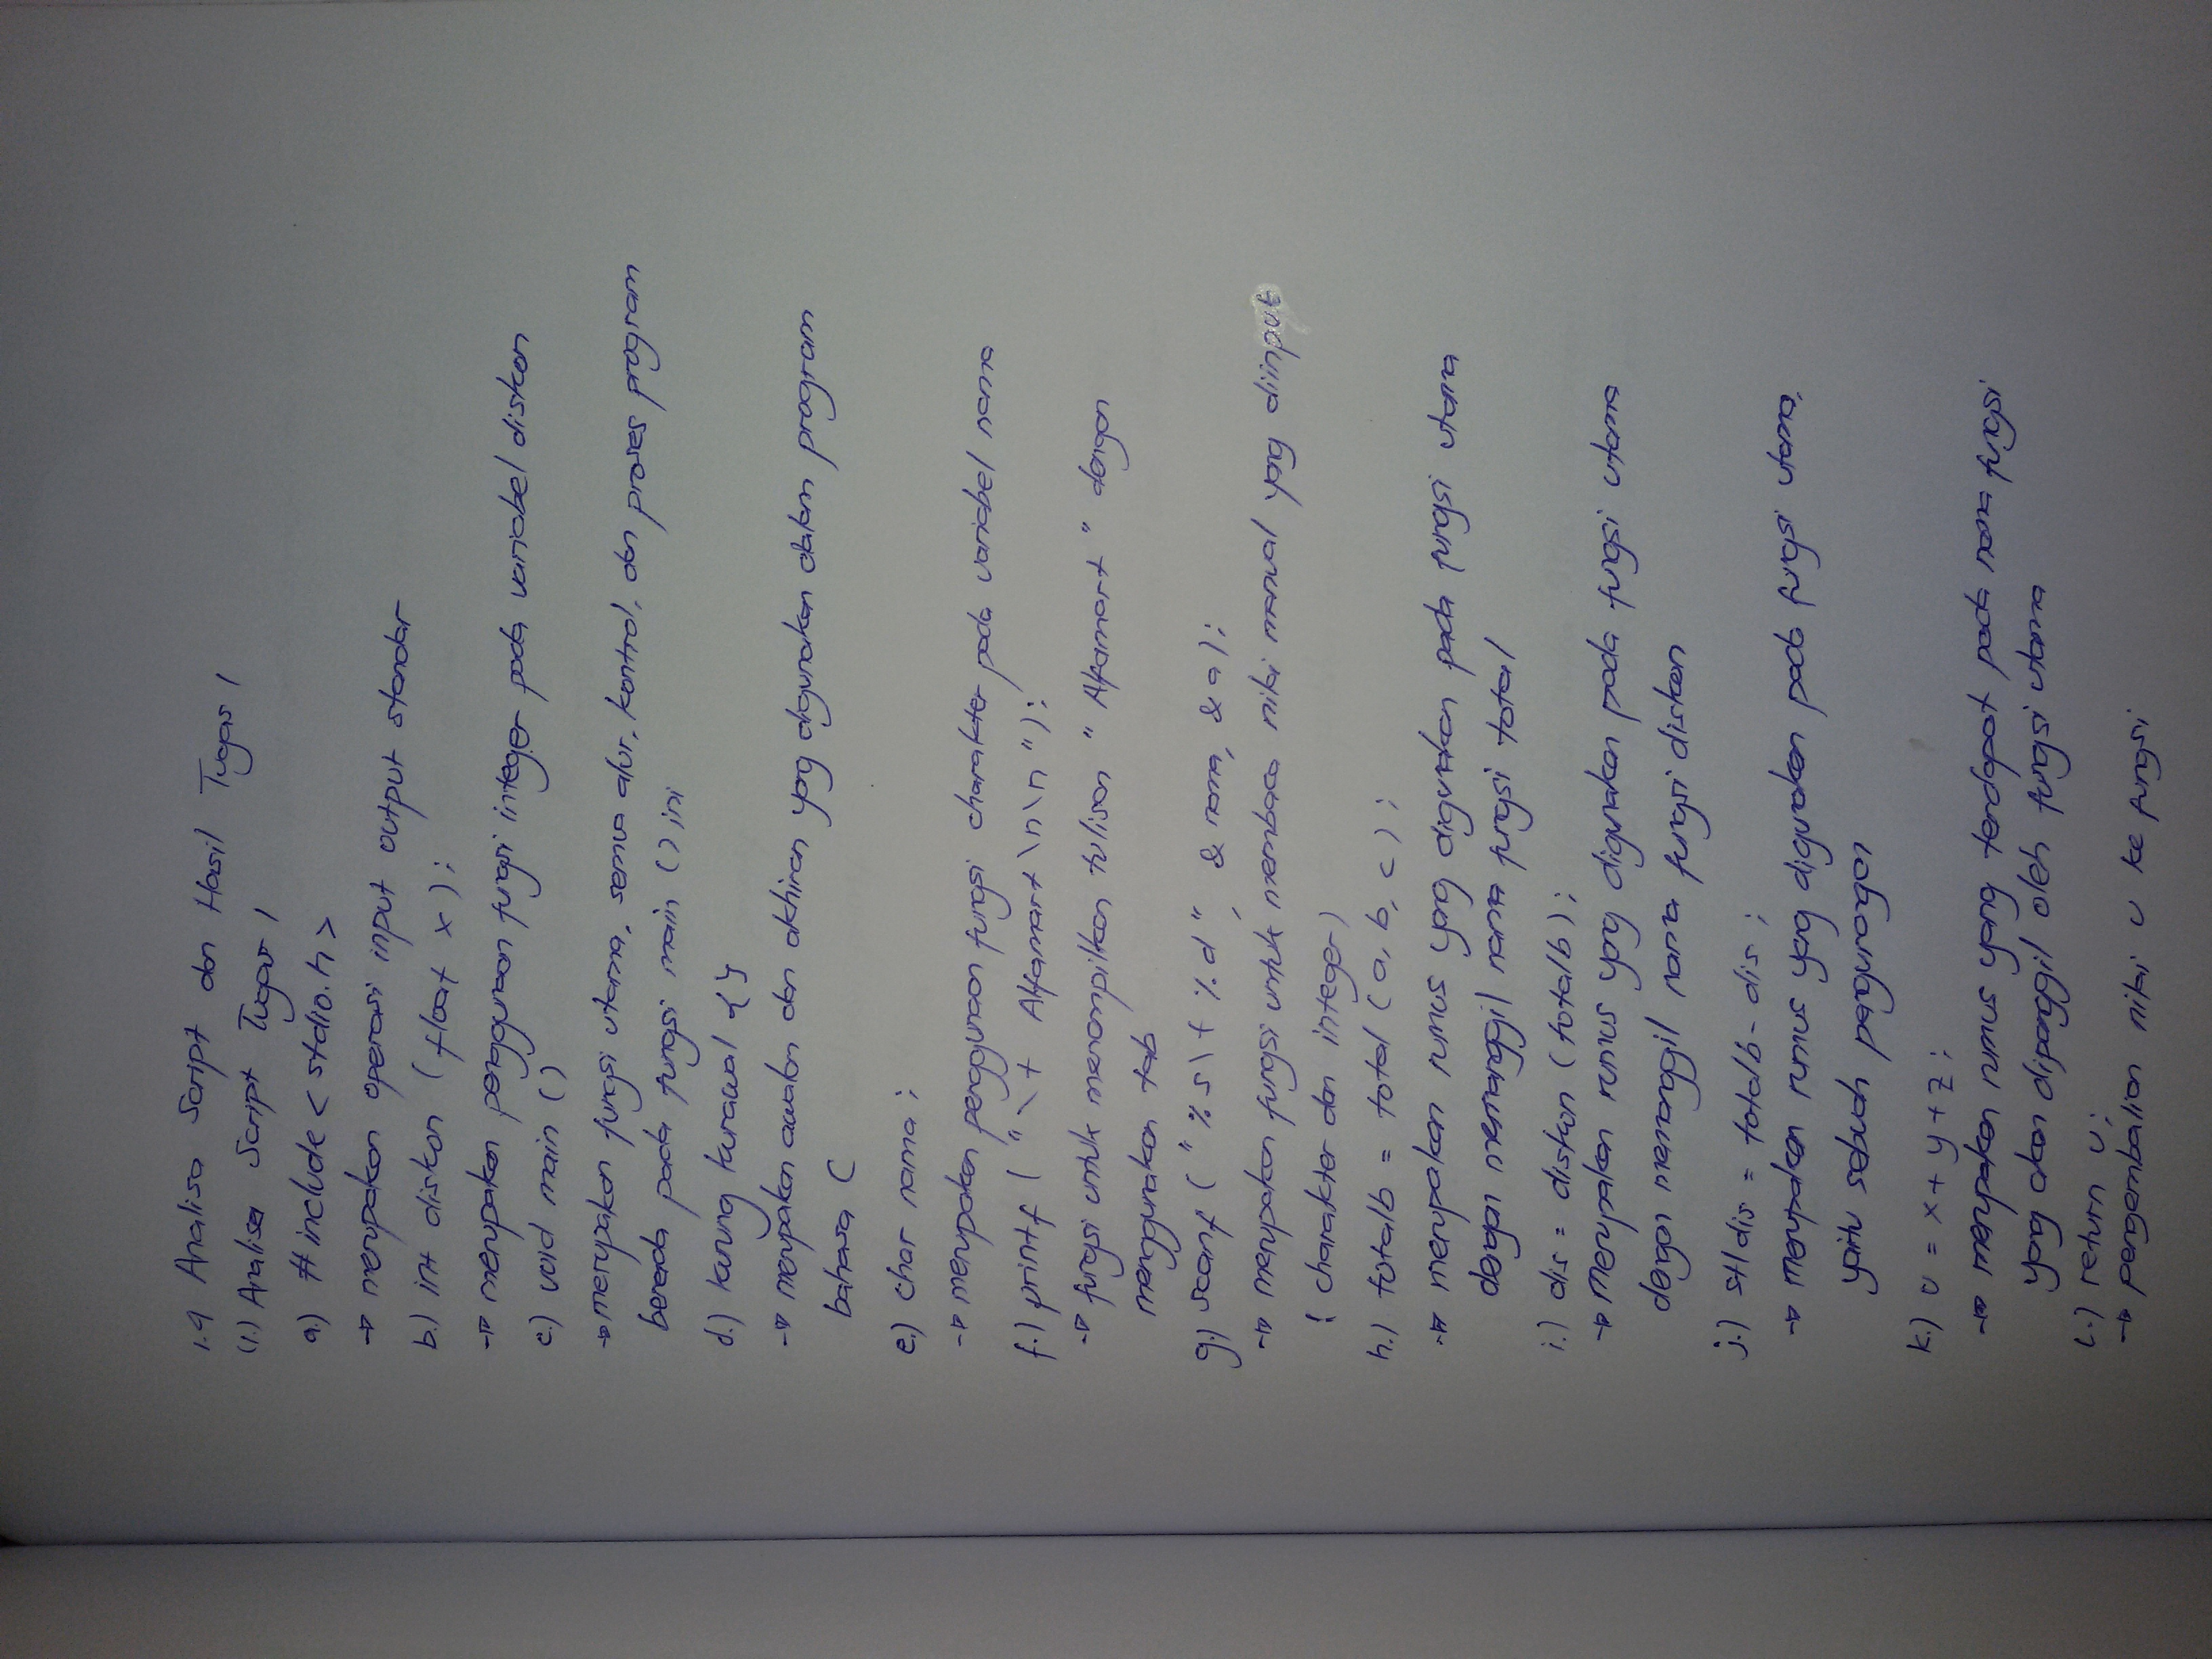 1.4 Analisa Script dan Hasil Tugas 1
(1.) Analisa Script Tugas 1
a.) #include < stdio.h >
→ merupakan operasi input output standar
b.) int diskon (float x);
→ merupakan penggunaan fungsi integer pada variabel diskon
c.) void main ()
→ merupakan fungsi utama, semua alur, kontrol, dan proses program
berada pada fungsi main () ini
d.) kurung kurawal { }
→ merupakan awalan dan akhiran yang digunakan dalam program
bahasa C
e.) char nama ;
→ merupakan penggunaan fungsi charakter pada variabel nama
f.) printf ( " \t Alfamart \n\n " );
→ fungsi untuk menampilkan tulisan " Alfamart " dengan
menggunakan tab
g.) scanf ( " %s\t %d ", & nama, & a );
→ merupakan fungsi untuk membaca nilai manual yang diinput
( charakter dan integer)
h.) totalb = total (a, b, c) ;
→ merupakan rumus yang digunakan pada fungsi utama
dengan memanggil nama fungsi total
i.) dis = diskon (totalb) ;
→ merupakan rumus yang digunakan pada fungsi utama
dengan memanggil nama fungsi diskon
j.) stldis = totalb - dis ;
→ merupakan rumus yang digunakan pada fungsi utama,
yaitu sebuah pengurangan
k.) u = x + y + z ;
→ merupakan rumus yang terdapat pada nama fungsi
yang akan dipanggil oleh fungsi utama
l.) return u;
→ pengembalian nilai u ke fungsi